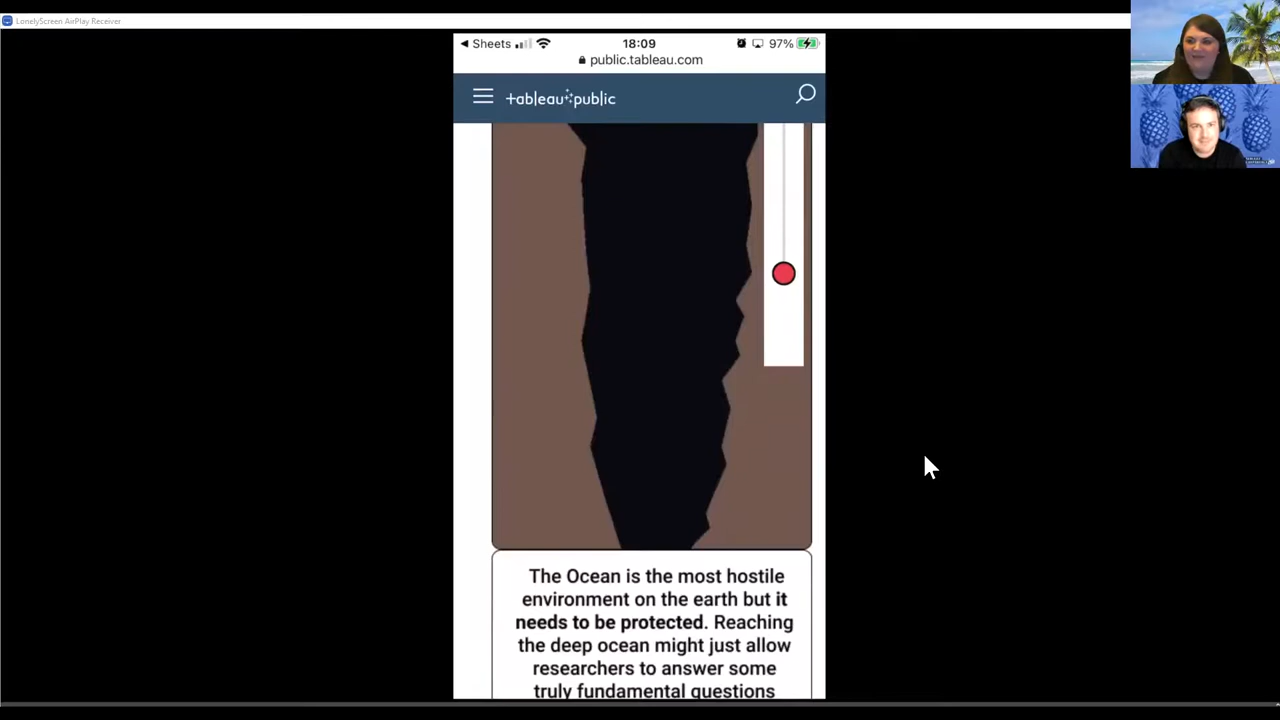 LonelyScreen AirPlay Receiver
Sheets
18:09
97%
public.tableau.com
+ableau public
The Ocean is the most hostile
environment on the earth but it
needs to be protected. Reaching
the deep ocean might just allow
researchers to answer some
truly fundamental questions